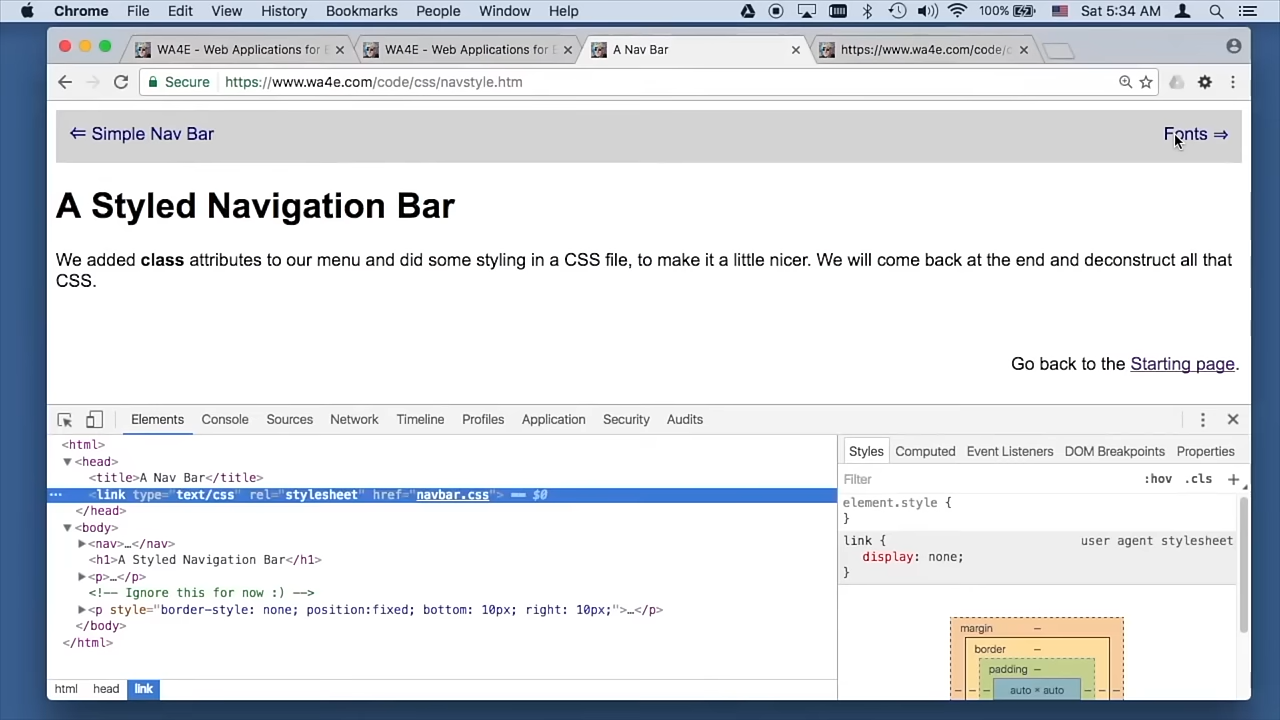 Chrome File Edit View History Bookmarks People Window Help 100% Sat 5:34 AM
WA4E - Web Applications for E WA4E - Web Applications for E A Nav Bar https://www.wa4e.com/code/c
Secure https://www.wa4e.com/code/css/navstyle.htm
⇐ Simple Nav Bar Fonts ⇒
A Styled Navigation Bar
We added class attributes to our menu and did some styling in a CSS file, to make it a little nicer. We will come back at the end and deconstruct all that
CSS.
Go back to the Starting page.
Elements Console Sources Network Timeline Profiles Application Security Audits
<html>
▼<head>
<title>A Nav Bar</title>
··· <link type="text/css" rel="stylesheet" href="navbar.css"> == $0
</head>
▼<body>
▶<nav>…</nav>
<h1>A Styled Navigation Bar</h1>
▶<p>…</p>
<!-- Ignore this for now :) -->
▶<p style="border-style: none; position:fixed; bottom: 10px; right: 10px;">…</p>
</body>
</html>
html head link
Styles Computed Event Listeners DOM Breakpoints Properties
Filter :hov .cls +
element.style {
}
link { user agent stylesheet
display: none;
}
margin –
border –
padding –
– – – auto × auto – – –